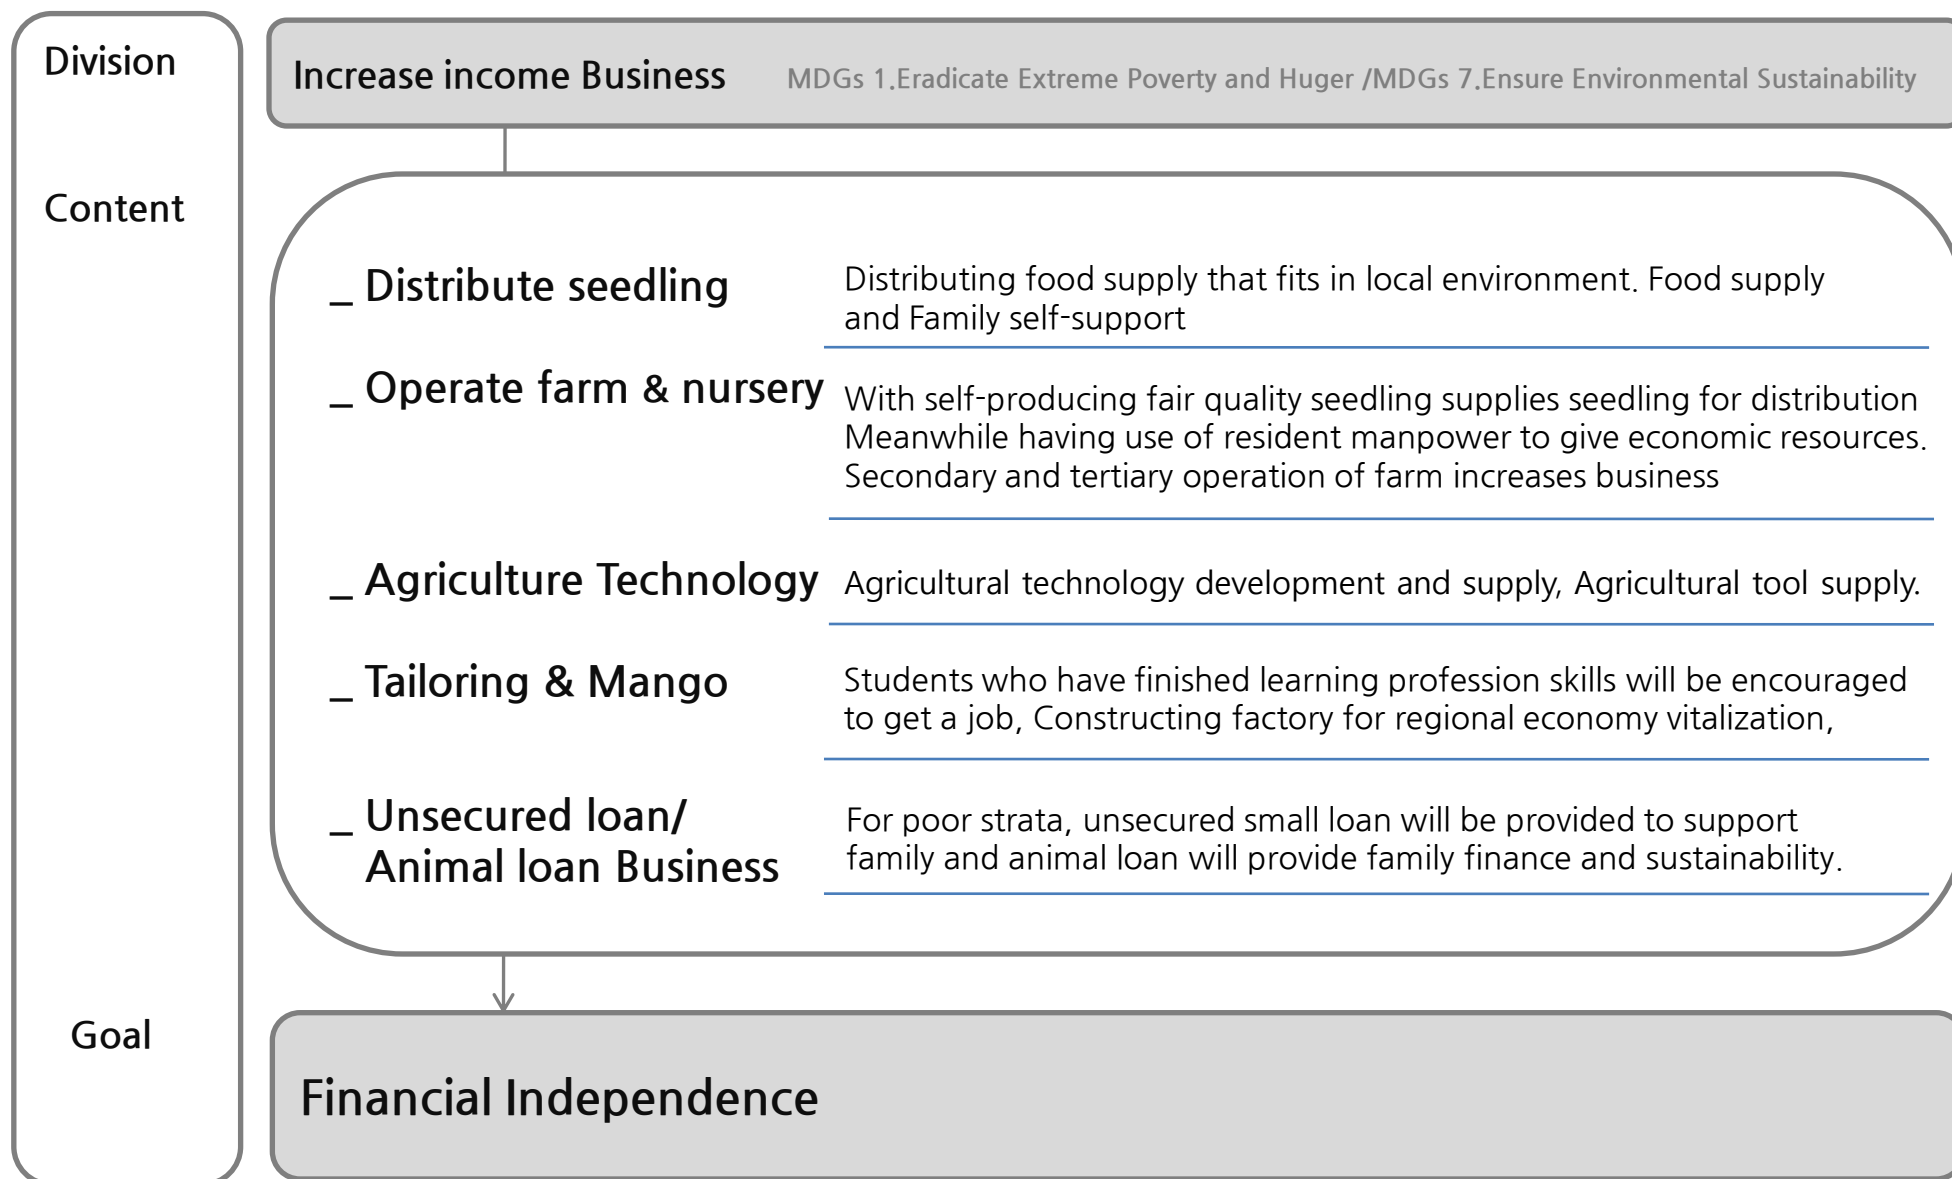 Division
Increase income Business MDGs 1.Eradicate Extreme Poverty and Huger /MDGs 7.Ensure Environmental Sustainability
Content
_ Distribute seedling
Distributing food supply that fits in local environment. Food supply
and Family self-support
_ Operate farm & nursery
With self-producing fair quality seedling supplies seedling for distribution
Meanwhile having use of resident manpower to give economic resources.
Secondary and tertiary operation of farm increases business
_ Agriculture Technology
Agricultural technology development and supply, Agricultural tool supply.
_ Tailoring & Mango
Students who have finished learning profession skills will be encouraged
to get a job, Constructing factory for regional economy vitalization,
_ Unsecured loan/
Animal loan Business
For poor strata, unsecured small loan will be provided to support
family and animal loan will provide family finance and sustainability.
Goal
Financial Independence